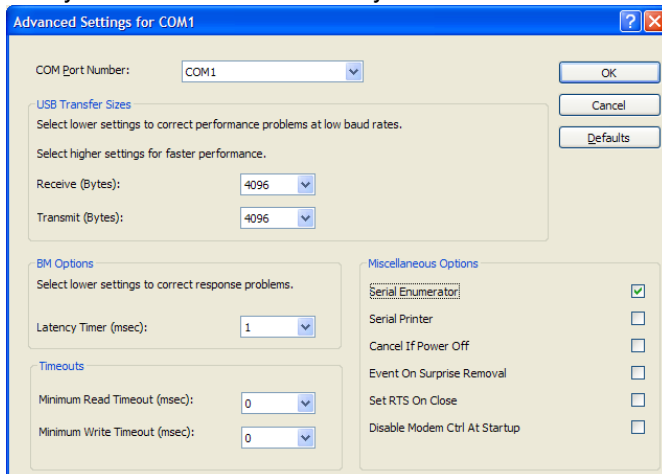 Advanced Settings for COM1
COM Port Number:
COM1
OK
Cancel
Defaults
USB Transfer Sizes
Select lower settings to correct performance problems at low baud rates.
Select higher settings for faster performance.
Receive (Bytes):
4096
Transmit (Bytes):
4096
BM Options
Select lower settings to correct response problems.
Latency Timer (msec):
1
Timeouts
Minimum Read Timeout (msec):
0
Minimum Write Timeout (msec):
0
Miscellaneous Options
Serial Enumerator
Serial Printer
Cancel If Power Off
Event On Surprise Removal
Set RTS On Close
Disable Modem Ctrl At Startup